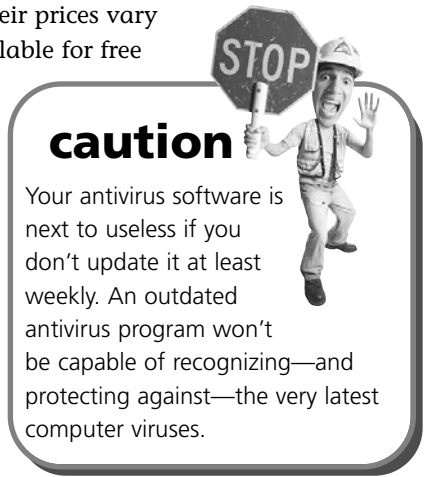 eir prices vary
lable for free
STOP
caution
Your antivirus software is
next to useless if you
don’t update it at least
weekly. An outdated
antivirus program won’t
be capable of recognizing—and
protecting against—the very latest
computer viruses.